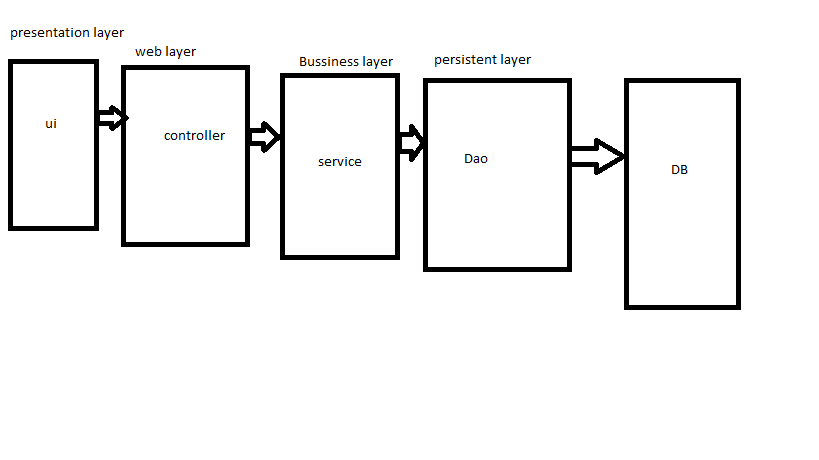 presentation layer
web layer
Bussiness layer
persistent layer
ui
controller
service
Dao
DB